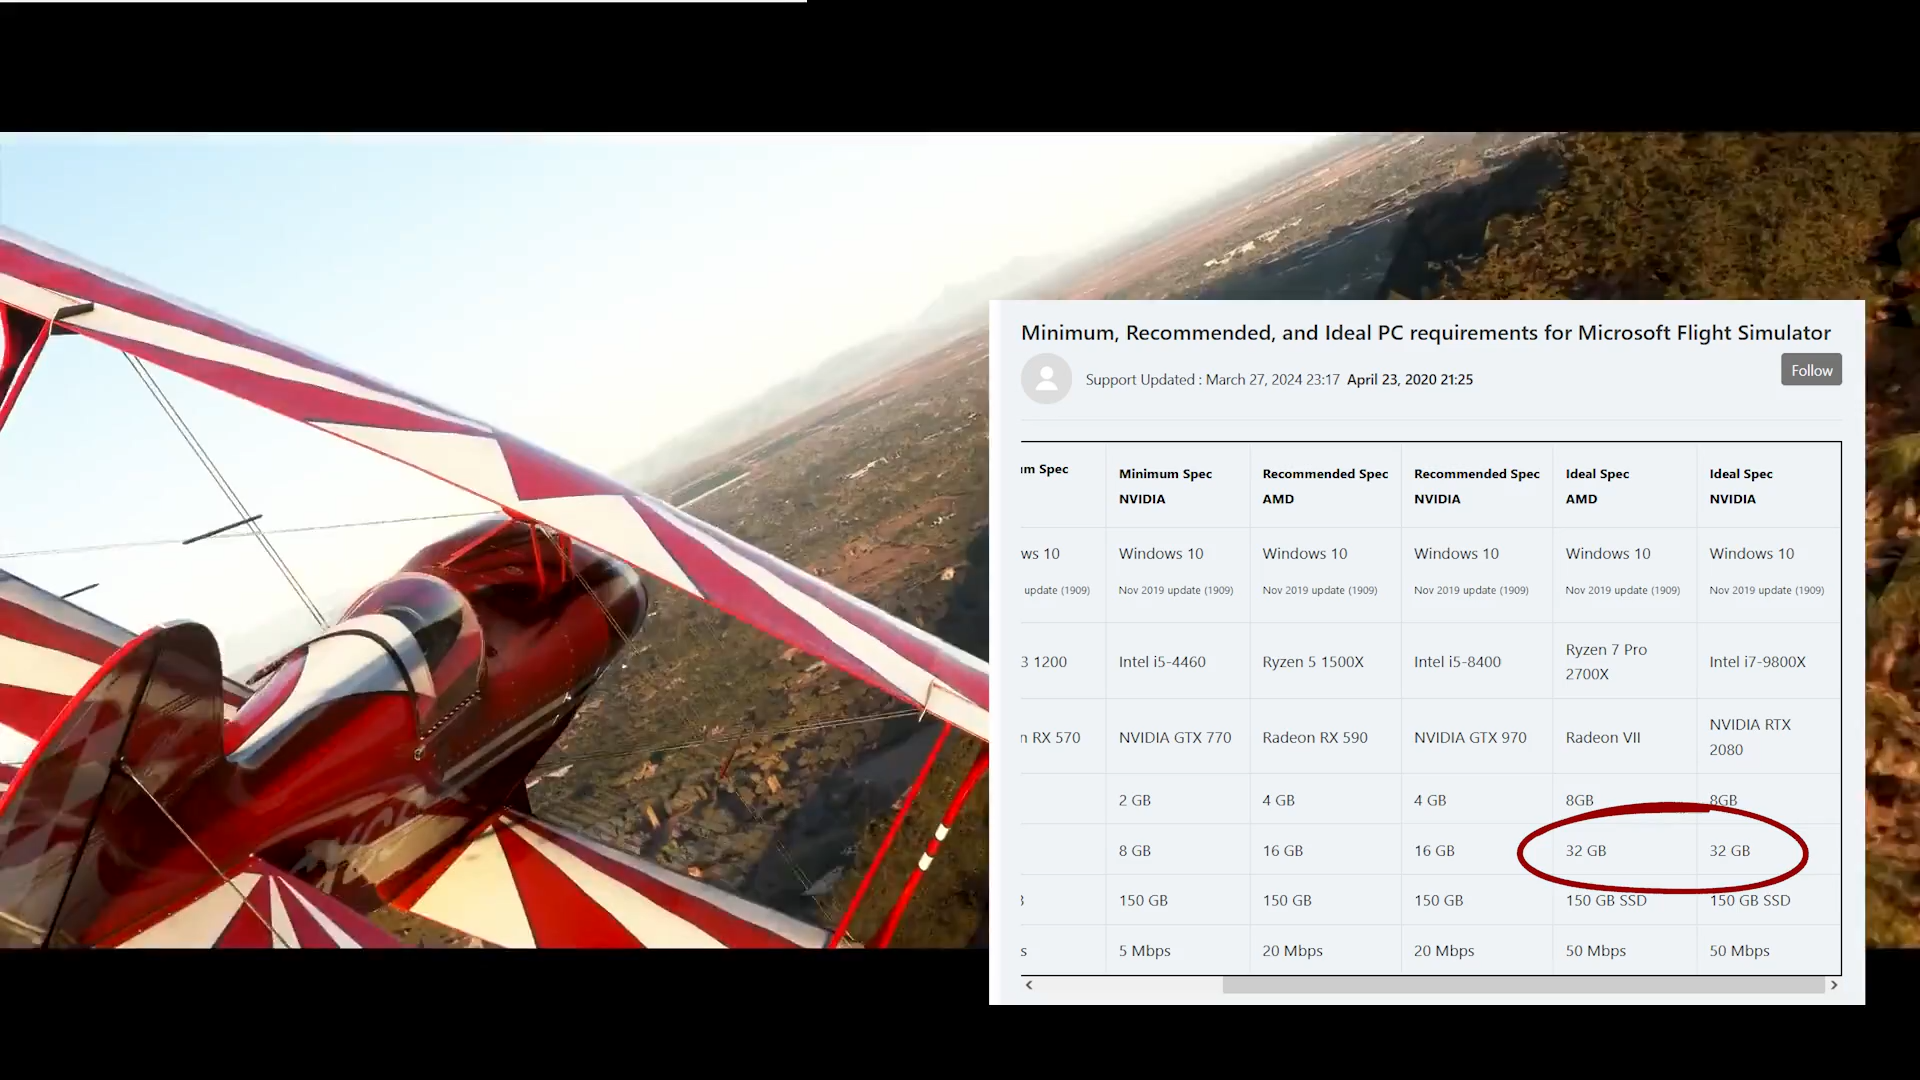 Minimum, Recommended, and Ideal PC requirements for Microsoft Flight Simulator
Support Updated : March 27, 2024 23:17 April 23, 2020 21:25
Follow
Spec Minimum Spec Recommended Spec Recommended Spec Ideal Spec Ideal Spec
NVIDIA AMD NVIDIA AMD NVIDIA
10 Windows 10 Windows 10 Windows 10 Windows 10 Windows 10
update (1909) Nov 2019 update (1909) Nov 2019 update (1909) Nov 2019 update (1909) Nov 2019 update (1909) Nov 2019 update (1909)
3 1200 Intel i5-4460 Ryzen 5 1500X Intel i5-8400 Ryzen 7 Pro 2700X Intel i7-9800X
RX 570 NVIDIA GTX 770 Radeon RX 590 NVIDIA GTX 970 Radeon VII NVIDIA RTX 2080
2 GB 4 GB 4 GB 8GB 8GB
8 GB 16 GB 16 GB 32 GB 32 GB
150 GB 150 GB 150 GB 150 GB SSD 150 GB SSD
5 Mbps 20 Mbps 20 Mbps 50 Mbps 50 Mbps